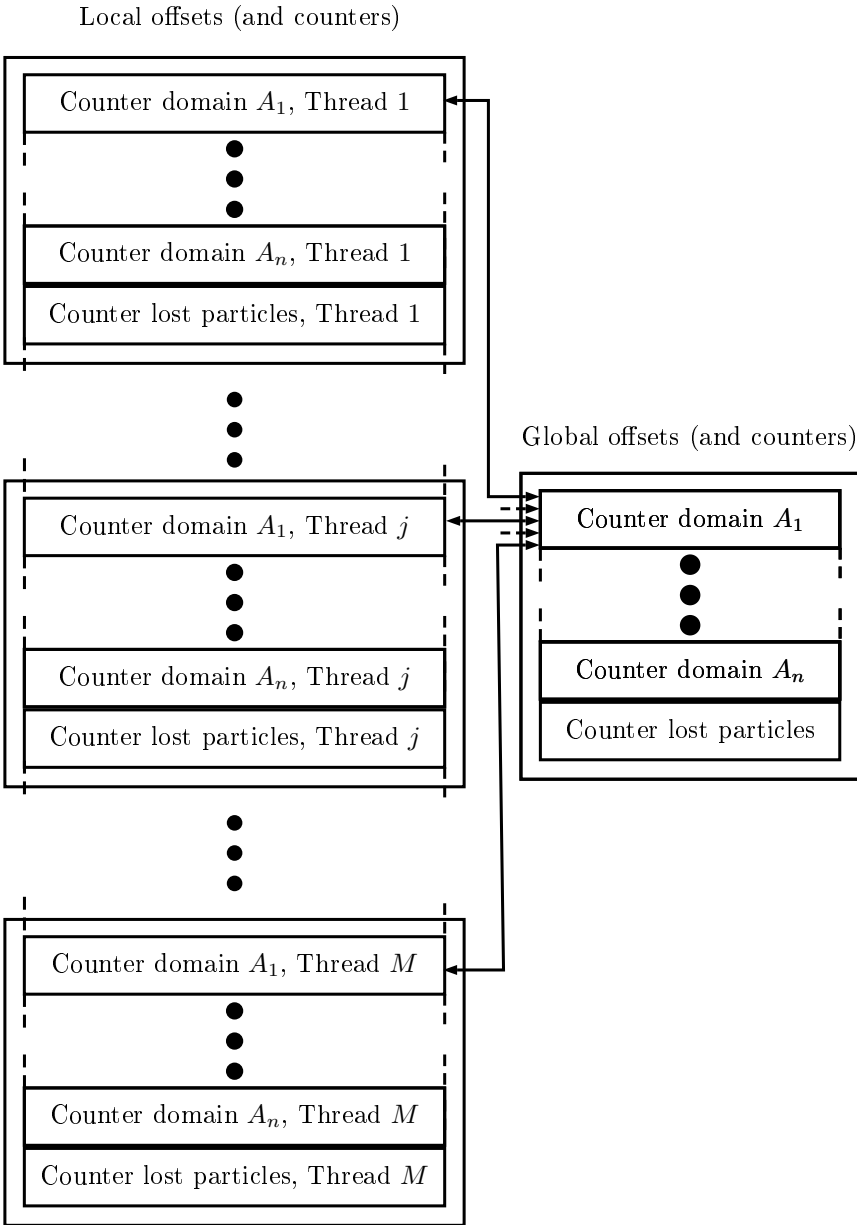 Local offsets (and counters)
Counter domain A₁, Thread 1
Counter domain Aₙ, Thread 1
Counter lost particles, Thread 1
Counter domain A₁, Thread j
Counter domain Aₙ, Thread j
Counter lost particles, Thread j
Counter domain A₁, Thread M
Counter domain Aₙ, Thread M
Counter lost particles, Thread M
Global offsets (and counters)
Counter domain A₁
Counter domain Aₙ
Counter lost particles